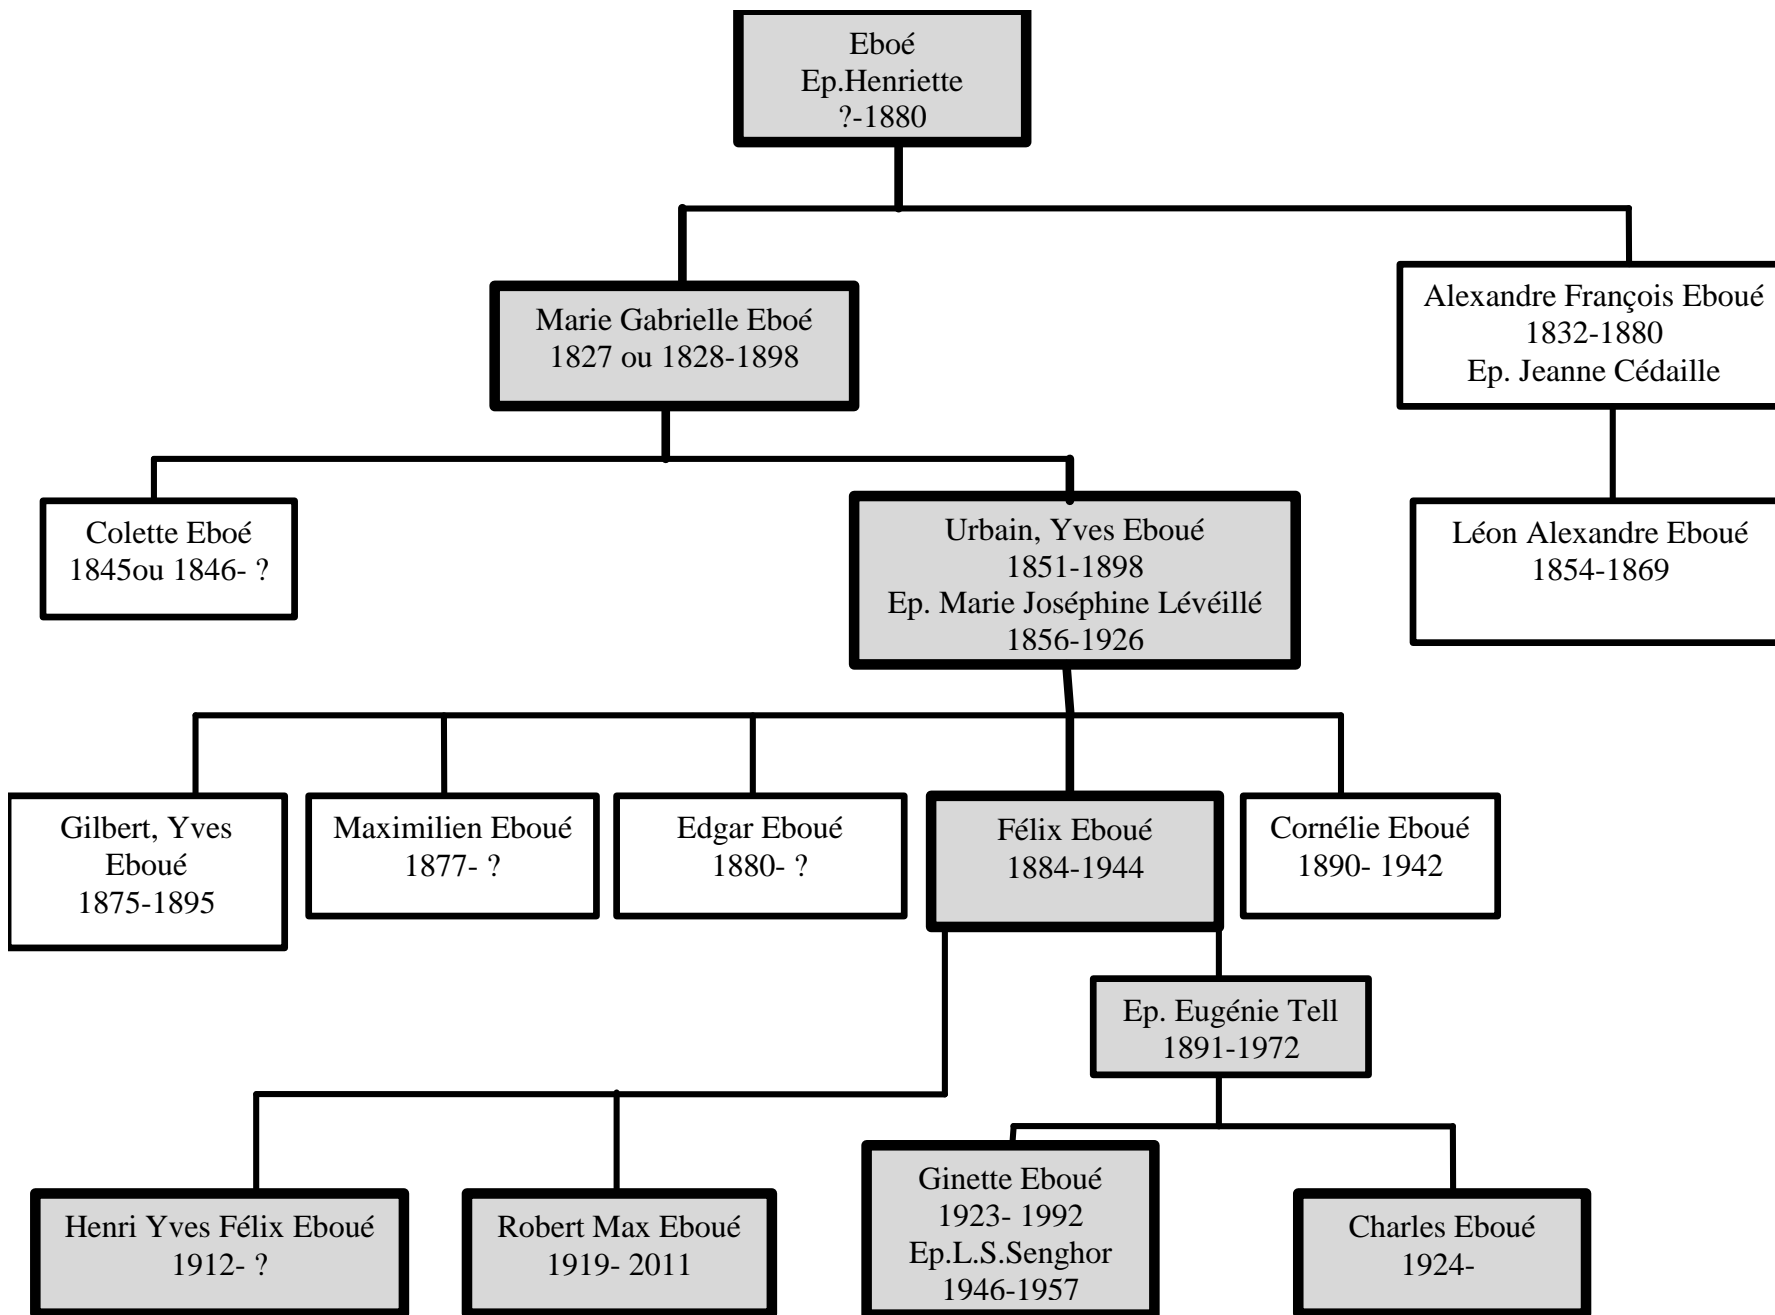 Eboé
Ep.Henriette
?-1880
Marie Gabrielle Eboé
1827 ou 1828-1898
Alexandre François Eboué
1832-1880
Ep. Jeanne Cédaille
Colette Eboé
1845ou 1846- ?
Urbain, Yves Eboué
1851-1898
Ep. Marie Joséphine Lévéillé
1856-1926
Léon Alexandre Eboué
1854-1869
Gilbert, Yves
Eboué
1875-1895
Maximilien Eboué
1877- ?
Edgar Eboué
1880- ?
Félix Eboué
1884-1944
Cornélie Eboué
1890- 1942
Ep. Eugénie Tell
1891-1972
Henri Yves Félix Eboué
1912- ?
Robert Max Eboué
1919- 2011
Ginette Eboué
1923- 1992
Ep.L.S.Senghor
1946-1957
Charles Eboué
1924-